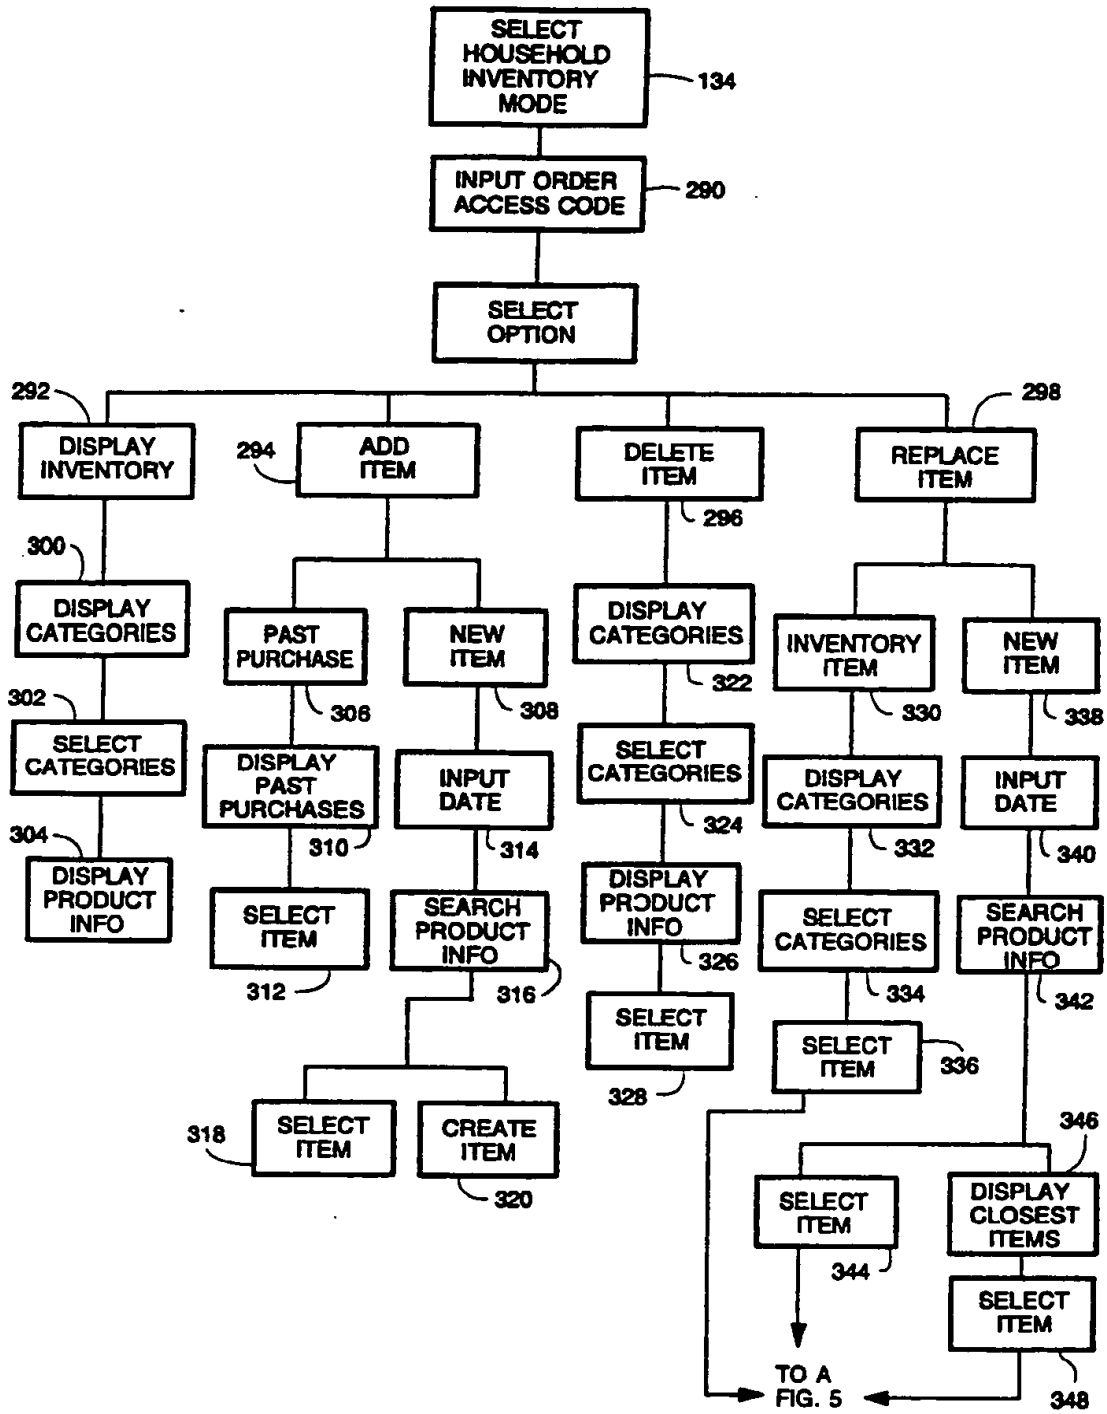 SELECT
HOUSEHOLD
INVENTORY
MODE
134
INPUT ORDER
ACCESS CODE
290
SELECT
OPTION
292
DISPLAY
INVENTORY
294
ADD
ITEM
DELETE
ITEM
296
298
REPLACE
ITEM
300
DISPLAY
CATEGORIES
302
SELECT
CATEGORIES
304
DISPLAY
PRODUCT
INFO
PAST
PURCHASE
306
DISPLAY
PAST
PURCHASES
310
SELECT
ITEM
312
NEW
ITEM
308
INPUT
DATE
314
SEARCH
PRODUCT
INFO
316
318
SELECT
ITEM
CREATE
ITEM
320
DISPLAY
CATEGORIES
322
SELECT
CATEGORIES
324
DISPLAY
PRODUCT
INFO
326
SELECT
ITEM
328
INVENTORY
ITEM
330
DISPLAY
CATEGORIES
332
SELECT
CATEGORIES
334
SELECT
ITEM
336
NEW
ITEM
338
INPUT
DATE
340
SEARCH
PRODUCT
INFO
342
SELECT
ITEM
344
346
DISPLAY
CLOSEST
ITEMS
SELECT
ITEM
348
TO A
FIG. 5